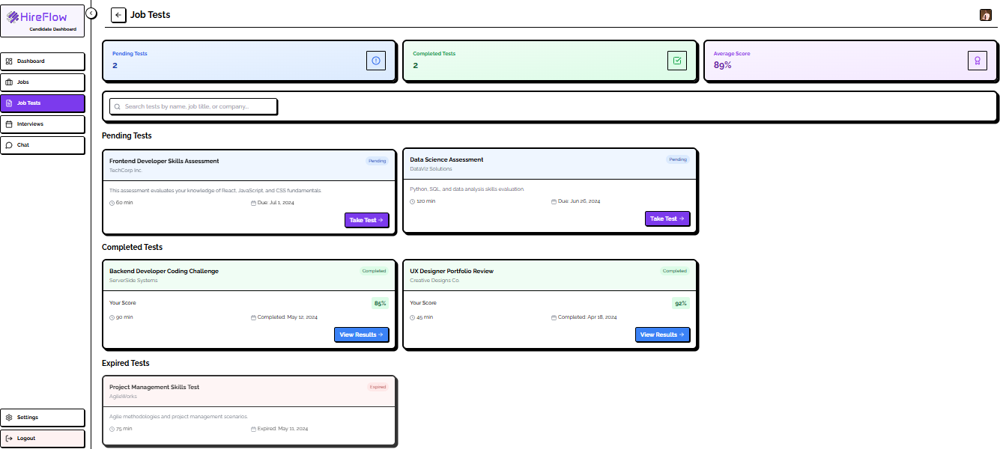 HireFlow
Candidate Dashboard
Dashboard
Jobs
Job Tests
Interviews
Chat
Settings
Logout
Job Tests
Pending Tests
2
Completed Tests
2
Average Score
89%
Search tests by name, job title, or company...
Pending Tests
Frontend Developer Skills Assessment
Pending
TechCorp Inc.
This assessment evaluates your knowledge of React, JavaScript, and CSS fundamentals.
60 min
Due: Jul 1, 2024
Take Test →
Data Science Assessment
Pending
DataViz Solutions
Python, SQL, and data analysis skills evaluation.
120 min
Due: Jun 26, 2024
Take Test →
Completed Tests
Backend Developer Coding Challenge
Completed
ServerSide Systems
Your Score
85%
90 min
Completed: May 12, 2024
View Results →
UX Designer Portfolio Review
Completed
Creative Designs Co.
Your Score
92%
45 min
Completed: Apr 18, 2024
View Results →
Expired Tests
Project Management Skills Test
Expired
AgileWorks
Agile methodologies and project management scenarios.
75 min
Expired: May 11, 2024